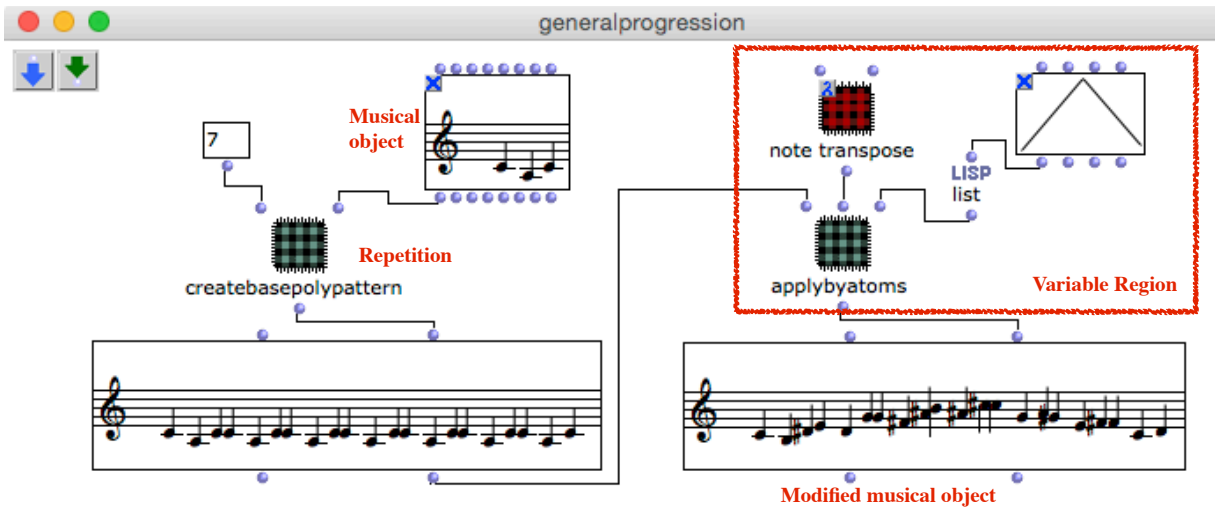 generalprogression
Musical
object
7
note transpose
LISP
list
Repetition
createbasepolypattern
applybyatoms
Variable Region
Modified musical object